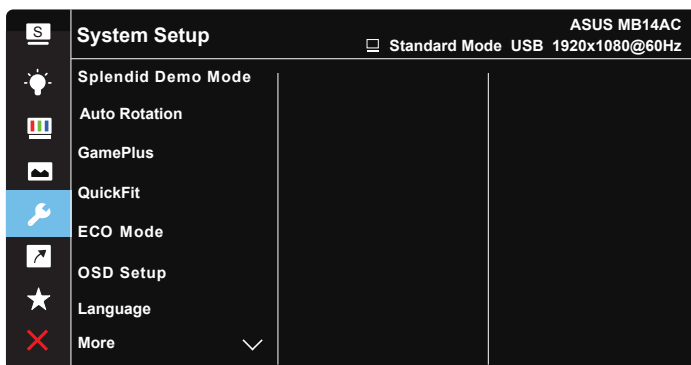 S
System Setup
ASUS MB14AC
Standard Mode USB 1920x1080@60Hz
Splendid Demo Mode
Auto Rotation
GamePlus
QuickFit
ECO Mode
OSD Setup
Language
More